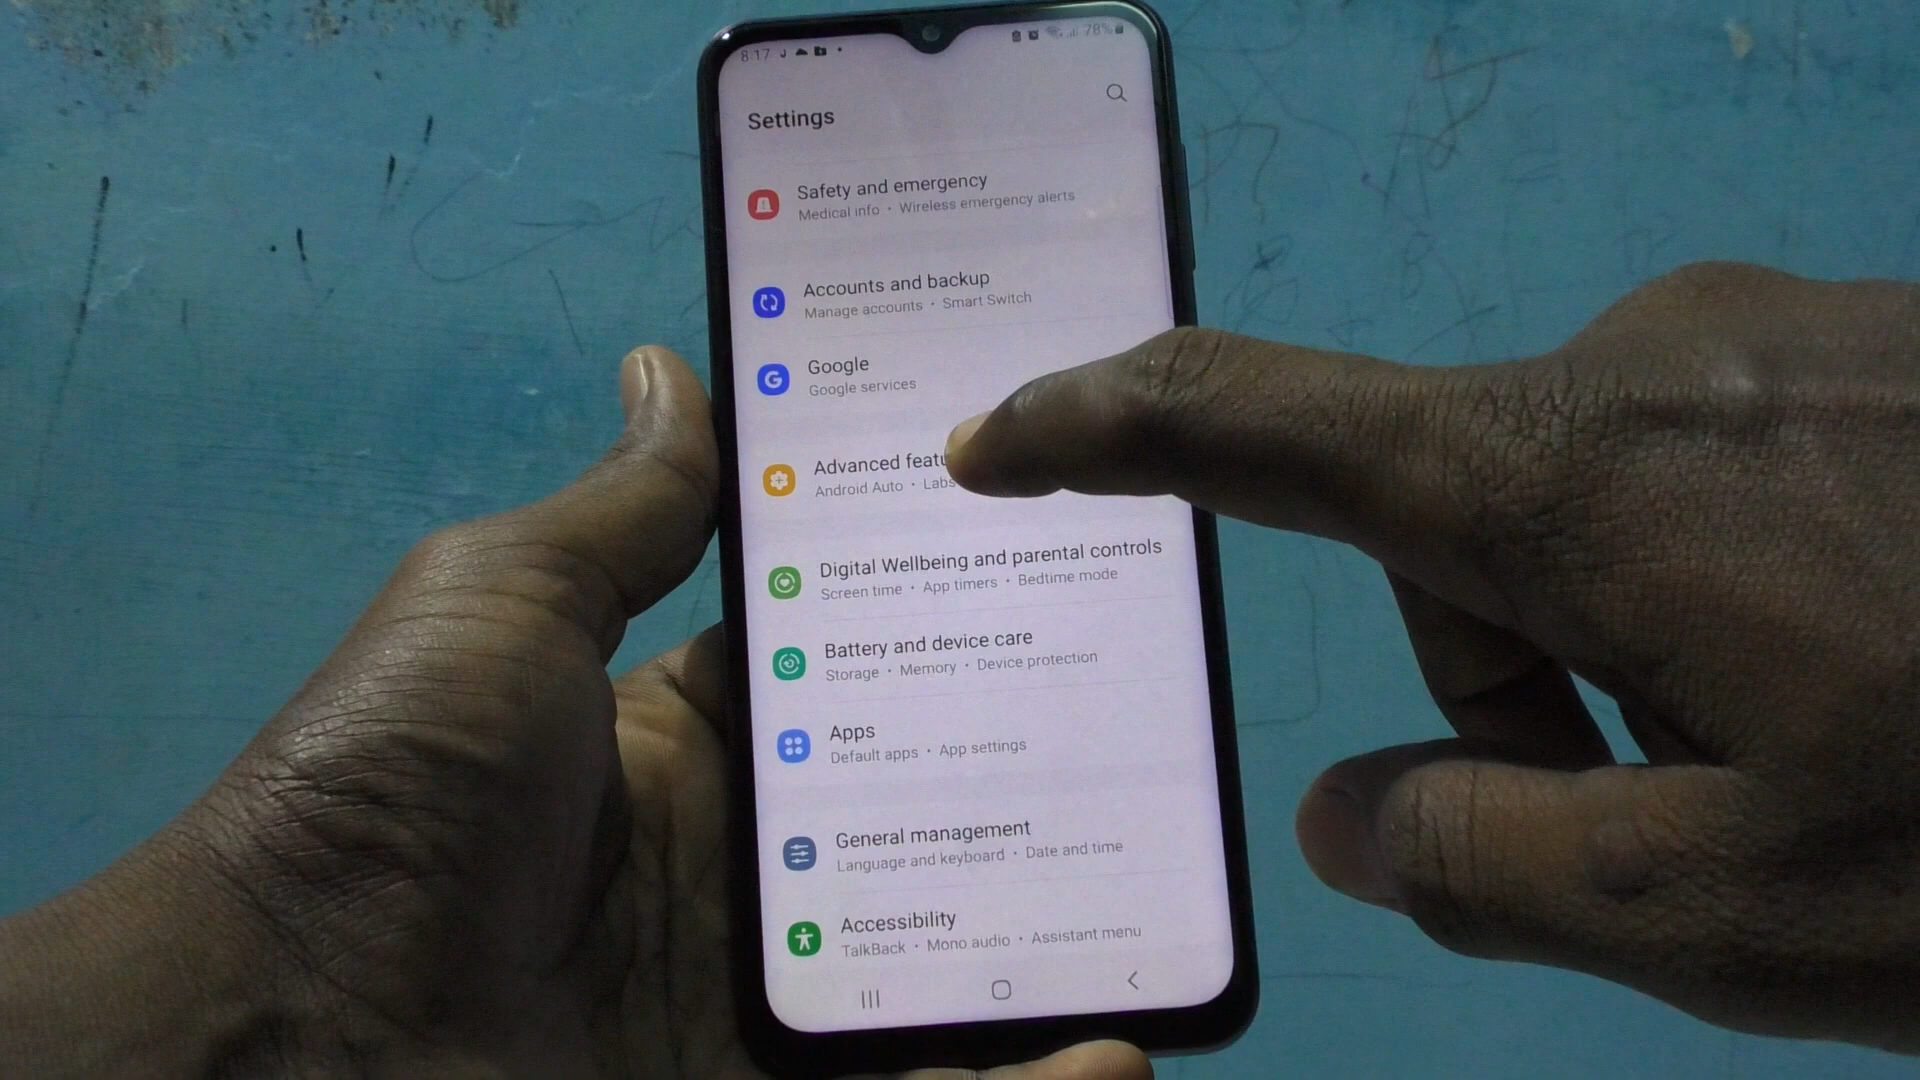 8:17 78%
Settings
Safety and emergency
Medical info • Wireless emergency alerts
Accounts and backup
Manage accounts • Smart Switch
Google
Google services
Advanced featu
Android Auto • Labs
Digital Wellbeing and parental controls
Screen time • App timers • Bedtime mode
Battery and device care
Storage • Memory • Device protection
Apps
Default apps • App settings
General management
Language and keyboard • Date and time
Accessibility
TalkBack • Mono audio • Assistant menu